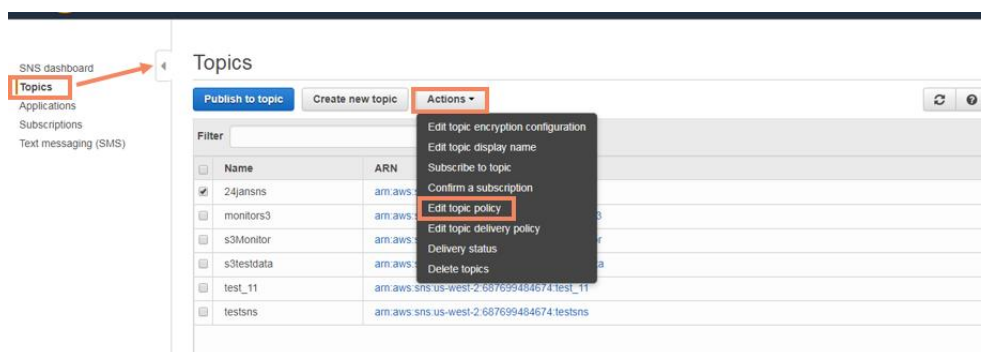 SNS dashboard
Topics
Applications
Subscriptions
Text messaging (SMS)
Topics
Publish to topic
Create new topic
Actions
Filter
Edit topic encryption configuration
Edit topic display name
Subscribe to topic
Confirm a subscription
Edit topic policy
Edit topic delivery policy
Delivery status
Delete topics
Name ARN
24jansns arn:aws:s
monitors3 arn:aws:s 3
s3Monitor arn:aws:s r
s3testdata arn:aws:s a
test_11 arn:aws:sns:us-west-2:687699484674:test_11
testsns arn:aws:sns:us-west-2:687699484674:testsns